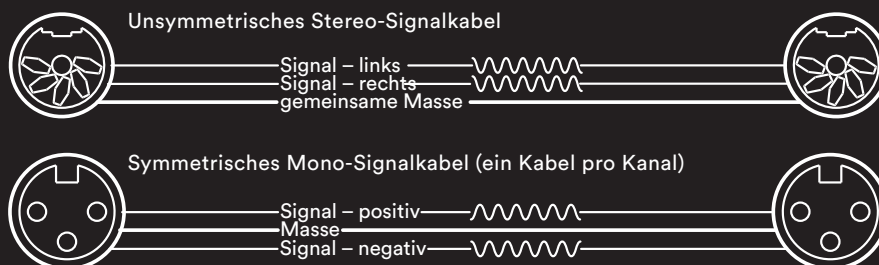 Unsymmetrisches Stereo-Signalkabel
Signal – links
Signal – rechts
gemeinsame Masse
Symmetrisches Mono-Signalkabel (ein Kabel pro Kanal)
Signal – positiv
Masse
Signal – negativ